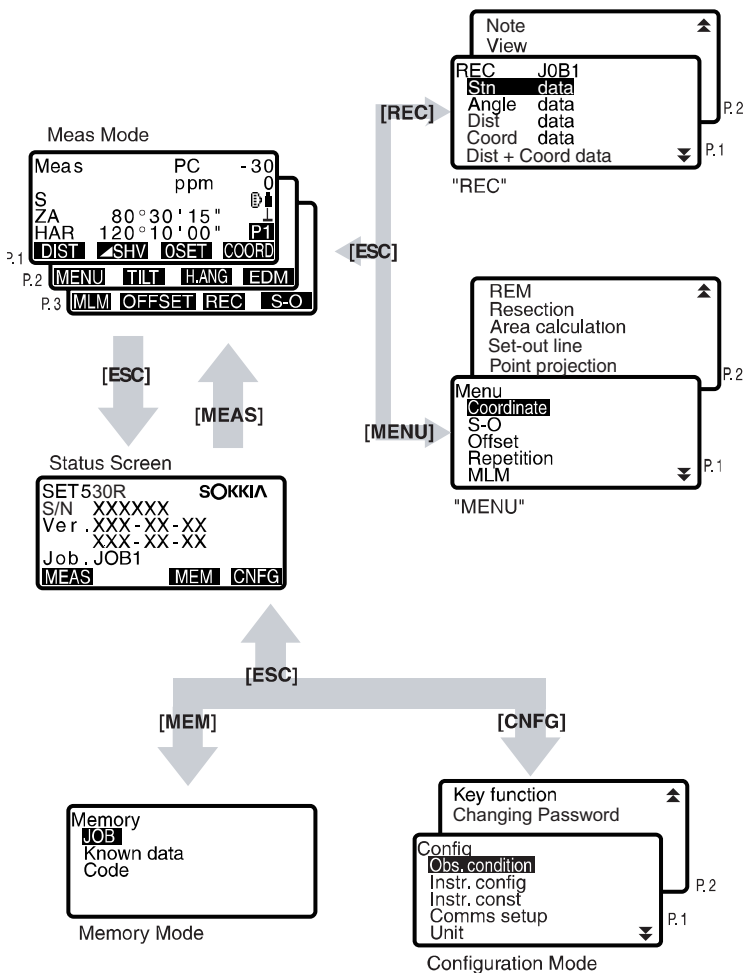 Note
View
REC J0B1
Stn data
Angle data
Dist data
Coord data
Dist + Coord data
P. 2
P. 1
"REC"
[REC]
Meas Mode
Meas PC -30
ppm 0
S
ZA 80°30'15"
HAR 120°10'00" P1
DIST ⊿SHV 0SET COORD
P.1
P. 2 MENU TILT H.ANG EDM
P. 3 MLM OFFSET REC S-O
[ESC]
[ESC]
[MEAS]
[MENU]
REM
Resection
Area calculation
Set-out line
Point projection
P. 2
Menu
Coordinate
S-O
Offset
Repetition
MLM
P. 1
"MENU"
Status Screen
SET530R SOKKIA
S/N XXXXXX
Ver. XXX-XX-XX
XXX-XX-XX
Job. JOB1
MEAS MEM CNFG
[ESC]
[MEM]
[CNFG]
Memory
JOB
Known data
Code
Memory Mode
Key function
Changing Password
P. 2
Config
Obs. condition
Instr. config
Instr. const
Comms setup
Unit
P. 1
Configuration Mode